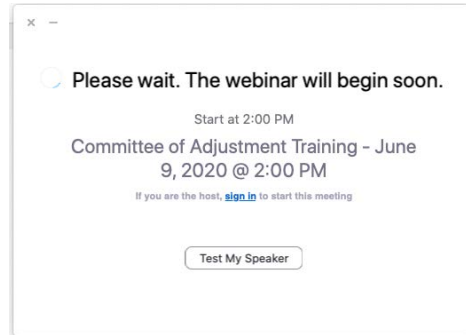 Please wait. The webinar will begin soon.
Start at 2:00 PM
Committee of Adjustment Training - June
9, 2020 @ 2:00 PM
If you are the host, sign in to start this meeting
Test My Speaker